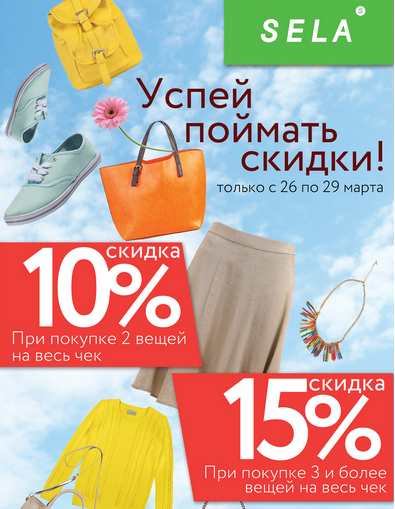 SELA
S
Успей
поймать
скидки!
только с 26 по 29 марта
скидка
10%
При покупке 2 вещей
на весь чек
скидка
15%
При покупке 3 и более
вещей на весь чек